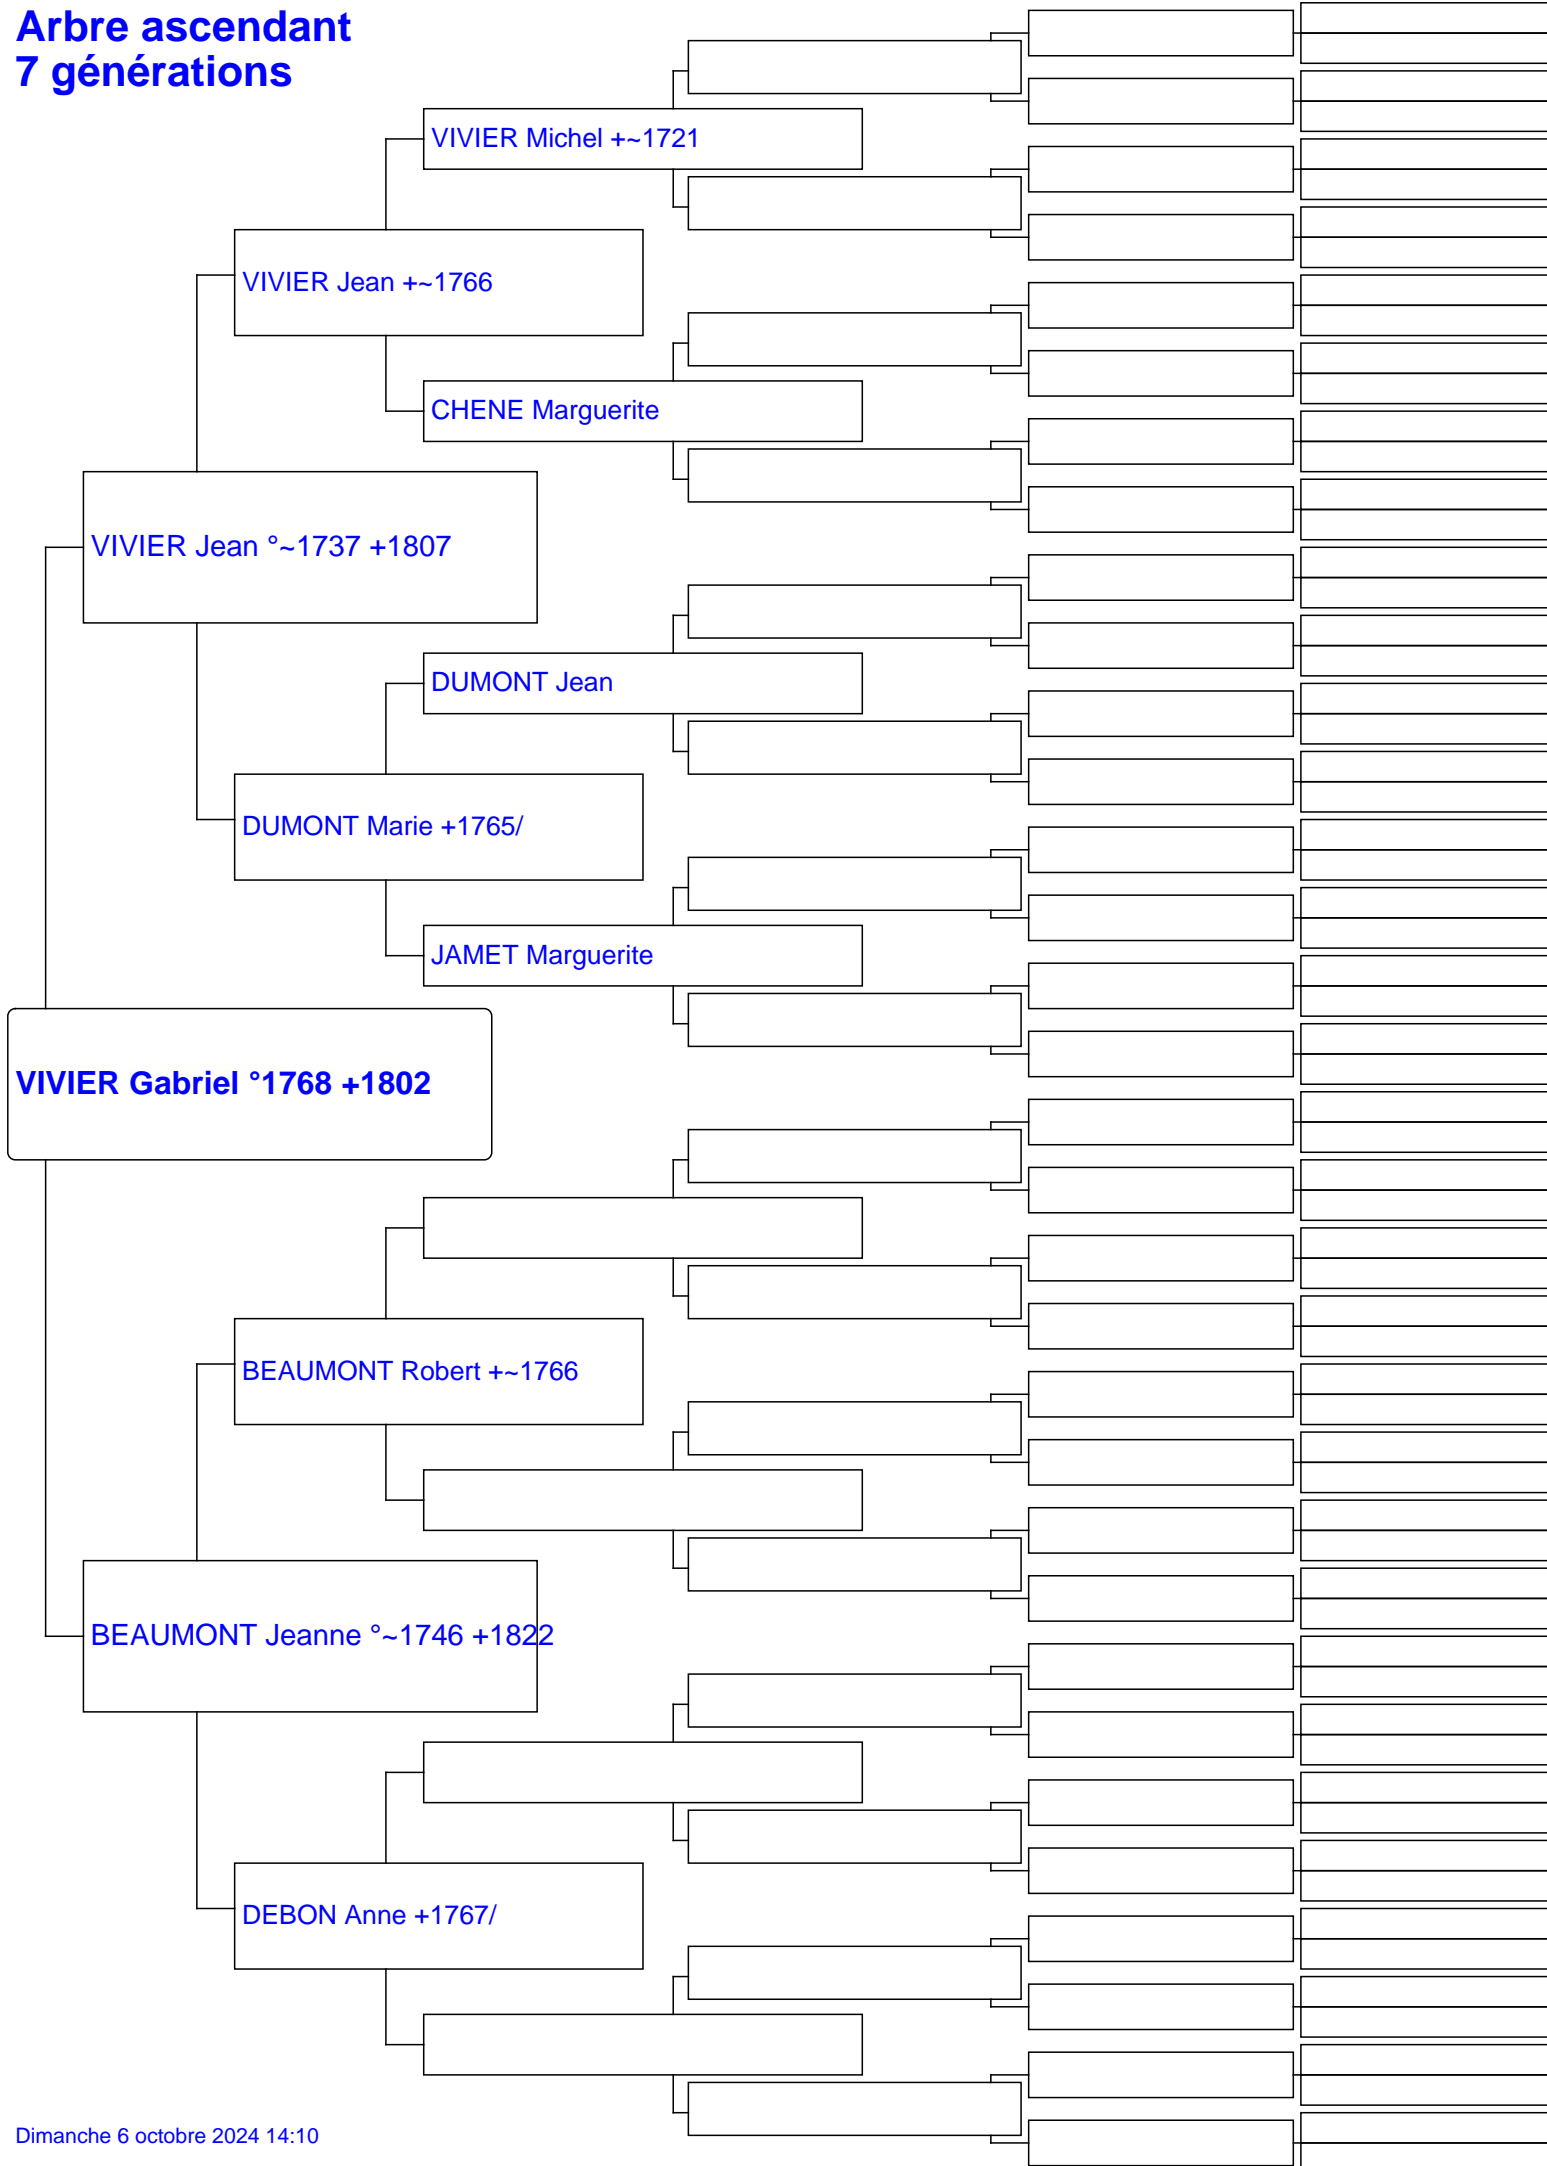 Arbre ascendant
7 générations
VIVIER Michel +~1721
VIVIER Jean +~1766
CHENE Marguerite
VIVIER Jean °~1737 +1807
DUMONT Jean
DUMONT Marie +1765/
JAMET Marguerite
VIVIER Gabriel °1768 +1802
BEAUMONT Robert +~1766
BEAUMONT Jeanne °~1746 +1822
DEBON Anne +1767/
Dimanche 6 octobre 2024 14:10